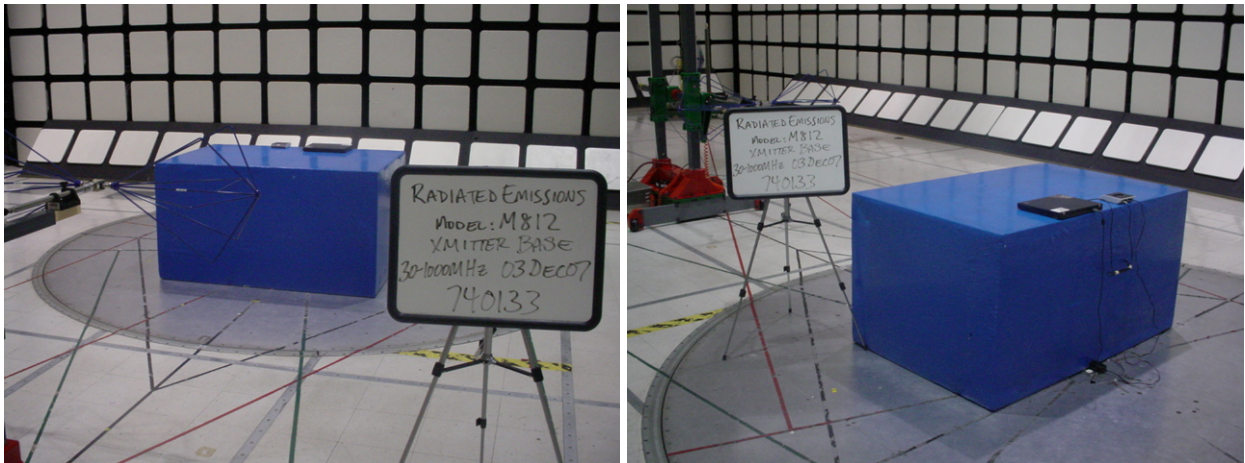 RADIATED EMISSIONS
MODEL: M812
XMITTER BASE
30-1000MHZ 03DEC07
740133
RADIATED EMISSIONS
MODEL: M812
XMITTER BASE
30-1000MHZ 03DEC07
740133